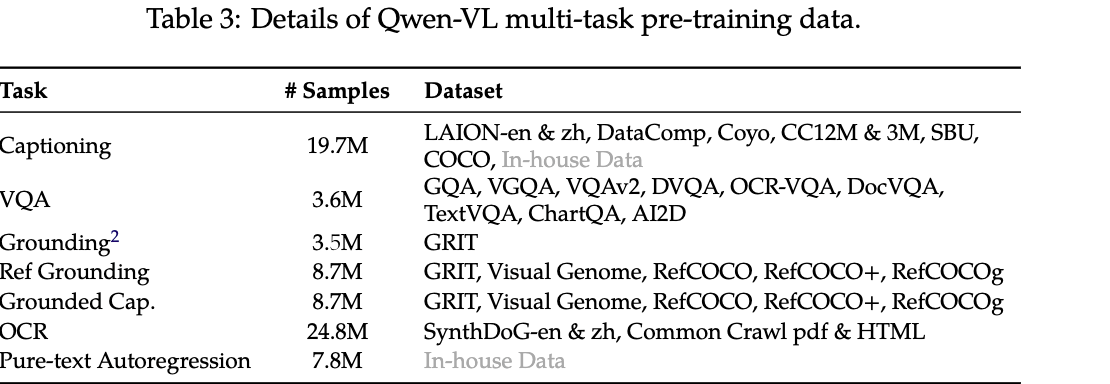 Table 3: Details of Qwen-VL multi-task pre-training data.
Task # Samples Dataset
Captioning 19.7M LAION-en & zh, DataComp, Coyo, CC12M & 3M, SBU,
COCO, In-house Data
VQA 3.6M GQA, VGQA, VQAv2, DVQA, OCR-VQA, DocVQA,
TextVQA, ChartQA, AI2D
Grounding2 3.5M GRIT
Ref Grounding 8.7M GRIT, Visual Genome, RefCOCO, RefCOCO+, RefCOCOg
Grounded Cap. 8.7M GRIT, Visual Genome, RefCOCO, RefCOCO+, RefCOCOg
OCR 24.8M SynthDoG-en & zh, Common Crawl pdf & HTML
Pure-text Autoregression 7.8M In-house Data